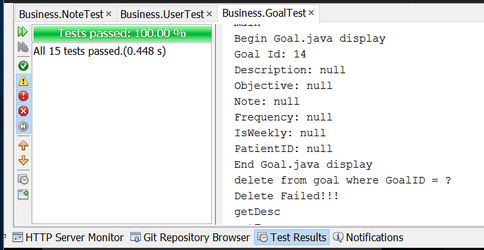 Business.NoteTest × Business.UserTest × Business.GoalTest ×
Tests passed: 100.00 %
All 15 tests passed.(0.448 s)
main
Begin Goal.java display
Goal Id: 14
Description: null
Objective: null
Note: null
Frequency: null
IsWeekly: null
PatientID: null
End Goal.java display
delete from goal where GoalID = ?
Delete Failed!!!
getDesc
HTTP Server Monitor Git Repository Browser Test Results Notifications